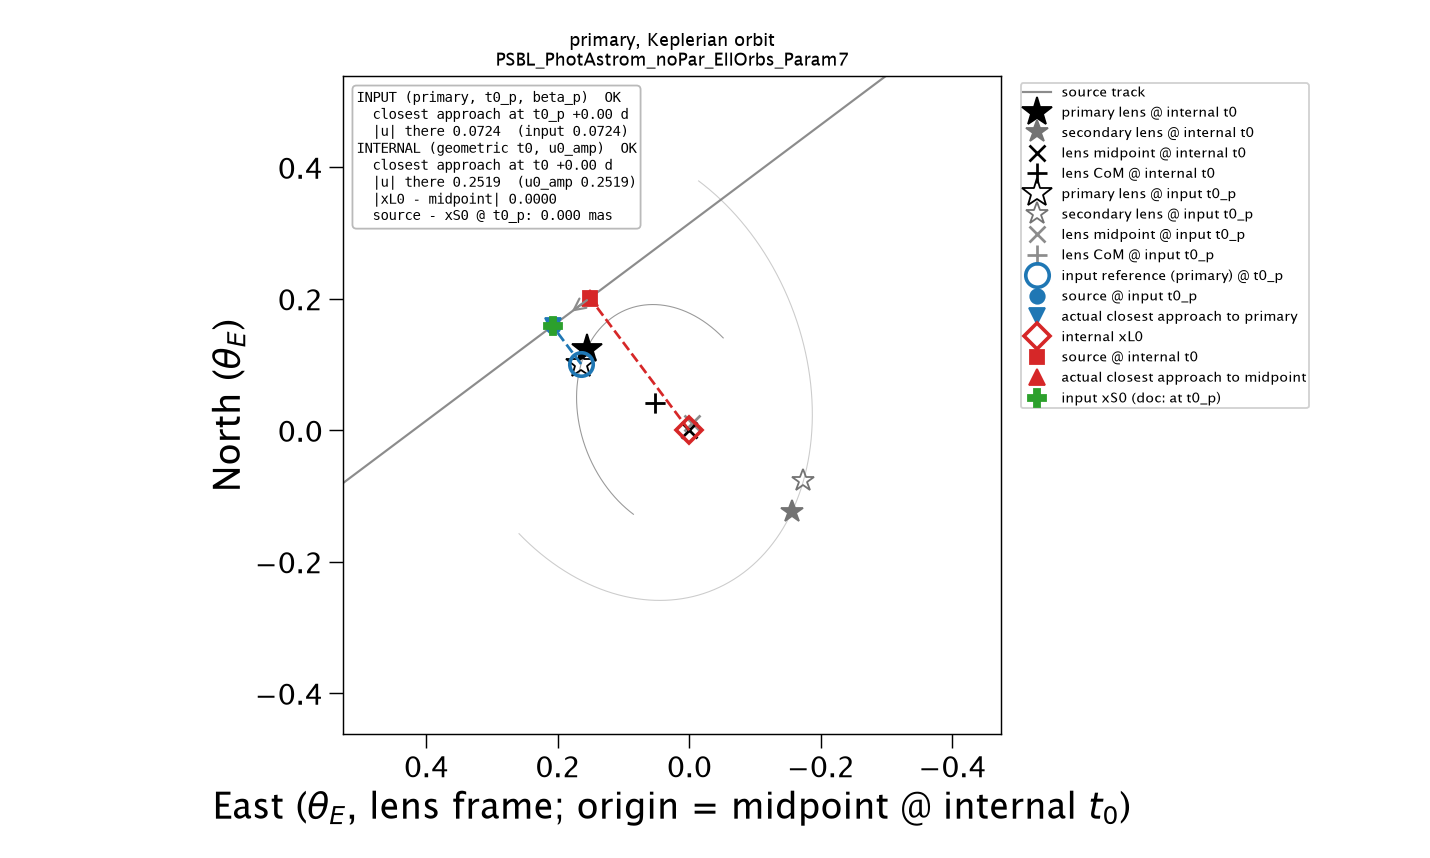 primary, Keplerian orbit
PSBL_PhotAstrom_noPar_EllOrbs_Param7
INPUT (primary, t0_p, beta_p)  OK
closest approach at t0_p +0.00 d
|u| there 0.0724  (input 0.0724)
INTERNAL (geometric t0, u0_amp)  OK
closest approach at t0 +0.00 d
|u| there 0.2519  (u0_amp 0.2519)
|xL0 - midpoint| 0.0000
source - xS0 @ t0_p: 0.000 mas
source track
primary lens @ internal t0
secondary lens @ internal t0
lens midpoint @ internal t0
lens CoM @ internal t0
primary lens @ input t0_p
secondary lens @ input t0_p
lens midpoint @ input t0_p
lens CoM @ input t0_p
input reference (primary) @ t0_p
source @ input t0_p
actual closest approach to primary
internal xL0
source @ internal t0
actual closest approach to midpoint
input xS0 (doc: at t0_p)
North (θ_E)
0.4
0.2
0.0
−0.2
−0.4
0.4 0.2 0.0 −0.2 −0.4
East (θ_E, lens frame; origin = midpoint @ internal t_0)